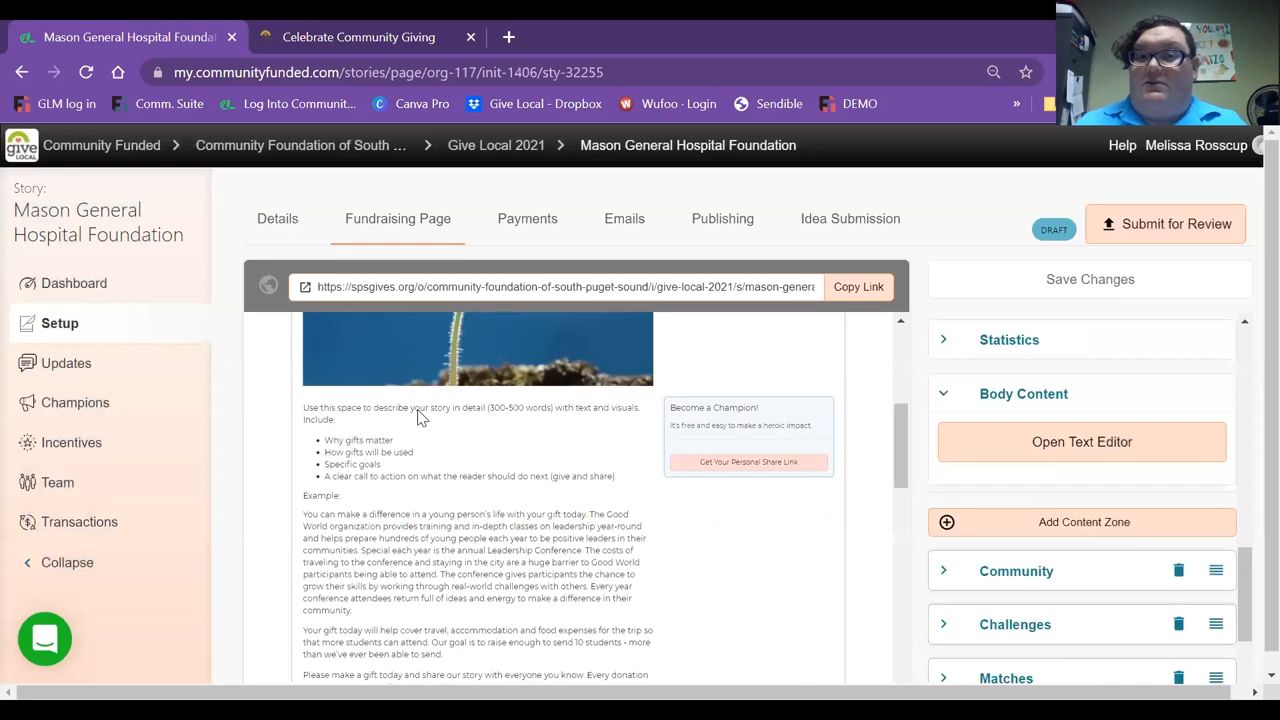 Mason General Hospital Founda
Celebrate Community Giving
my.communityfunded.com/stories/page/org-117/init-1406/sty-32255
GLM log in
Comm. Suite
Log Into Communit...
Canva Pro
Give Local - Dropbox
Wufoo · Login
Sendible
DEMO
»
give LOCAL
Community Funded > Community Foundation of South ... > Give Local 2021 > Mason General Hospital Foundation
Help
Melissa Rosscup
Story:
Mason General
Hospital Foundation
Dashboard
Setup
Updates
Champions
Incentives
Team
Transactions
Collapse
Details
Fundraising Page
Payments
Emails
Publishing
Idea Submission
DRAFT
Submit for Review
https://spsgives.org/o/community-foundation-of-south-puget-sound/i/give-local-2021/s/mason-genera
Copy Link
Save Changes
Use this space to describe your story in detail (300-500 words) with text and visuals.
Include:
• Why gifts matter
• How gifts will be used
• Specific goals
• A clear call to action on what the reader should do next (give and share)
Example:
You can make a difference in a young person's life with your gift today. The Good
World organization provides training and in-depth classes on leadership year-round
and helps prepare hundreds of young people each year to be positive leaders in their
communities. Special each year is the annual Leadership Conference. The costs of
traveling to the conference and staying in the city are a huge barrier to Good World
participants being able to attend. The conference gives participants the chance to
grow their skills by working through real-world challenges with others. Every year
conference attendees return full of ideas and energy to make a difference in their
community.
Your gift today will help cover travel, accommodation and food expenses for the trip so
that more students can attend. Our goal is to raise enough to send 10 students - more
than we've ever been able to send.
Please make a gift today and share our story with everyone you know. Every donation
Become a Champion!
It's free and easy to make a heroic impact.
Get Your Personal Share Link
Statistics
Body Content
Open Text Editor
Add Content Zone
Community
Challenges
Matches